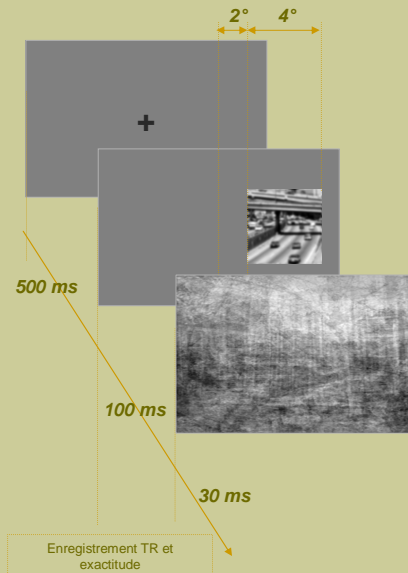 2° 4°
+
500 ms
100 ms
30 ms
Enregistrement TR et
exactitude